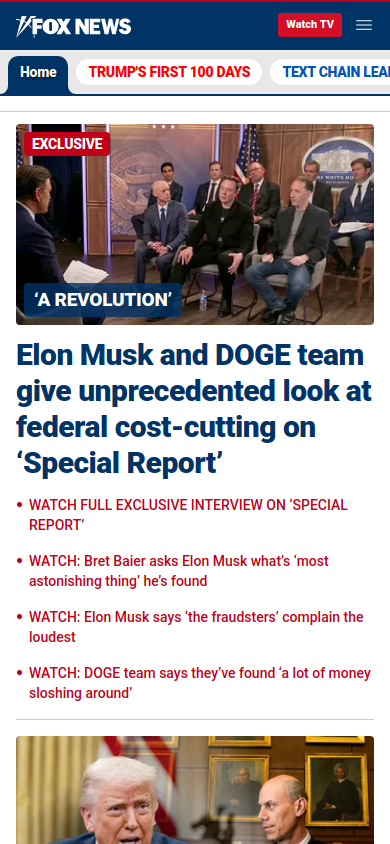 FOX NEWS
Watch TV
Home
TRUMP'S FIRST 100 DAYS
TEXT CHAIN LEA
EXCLUSIVE
‘A REVOLUTION’
Elon Musk and DOGE team
give unprecedented look at
federal cost-cutting on
‘Special Report’
• WATCH FULL EXCLUSIVE INTERVIEW ON ‘SPECIAL
REPORT’
• WATCH: Bret Baier asks Elon Musk what’s ‘most
astonishing thing’ he’s found
• WATCH: Elon Musk says ‘the fraudsters’ complain the
loudest
• WATCH: DOGE team says they’ve found ‘a lot of money
sloshing around’